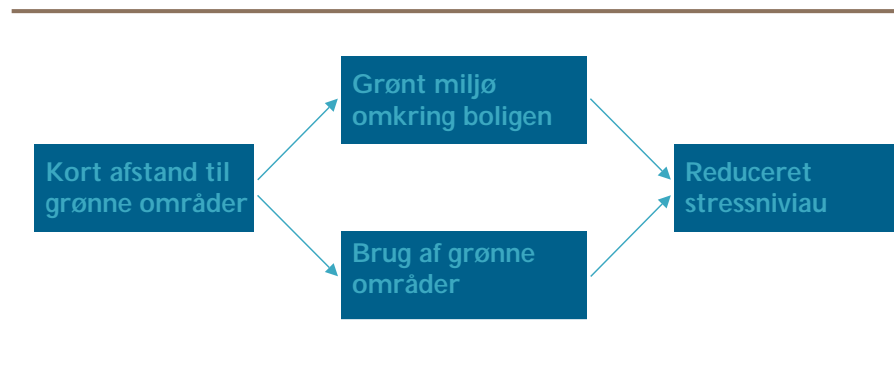 Grønt miljø
omkring boligen
Kort afstand til
grønne områder
Reduceret
stressniviau
Brug af grønne
områder